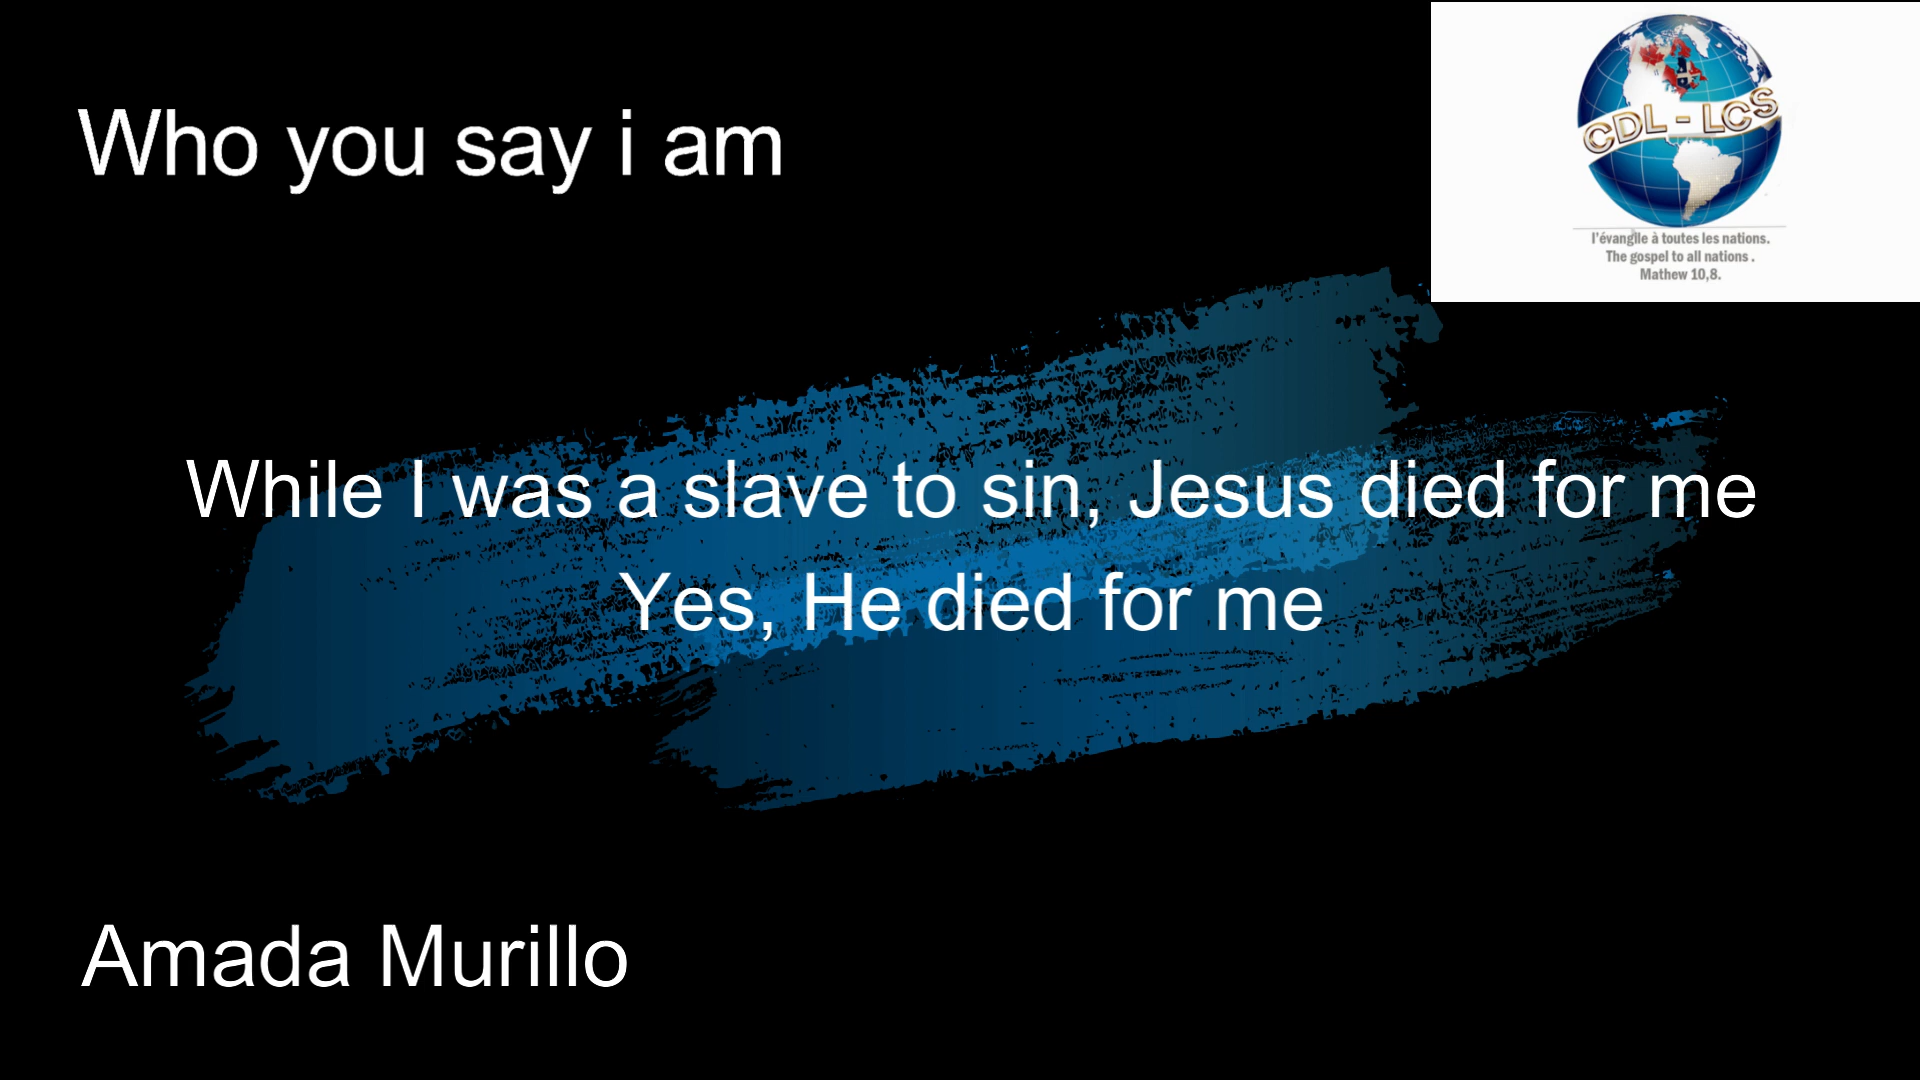 Who you say i am
CDL - LCS
l'évangile à toutes les nations.
The gospel to all nations .
Mathew 10,8.
While I was a slave to sin, Jesus died for me
Yes, He died for me
Amada Murillo